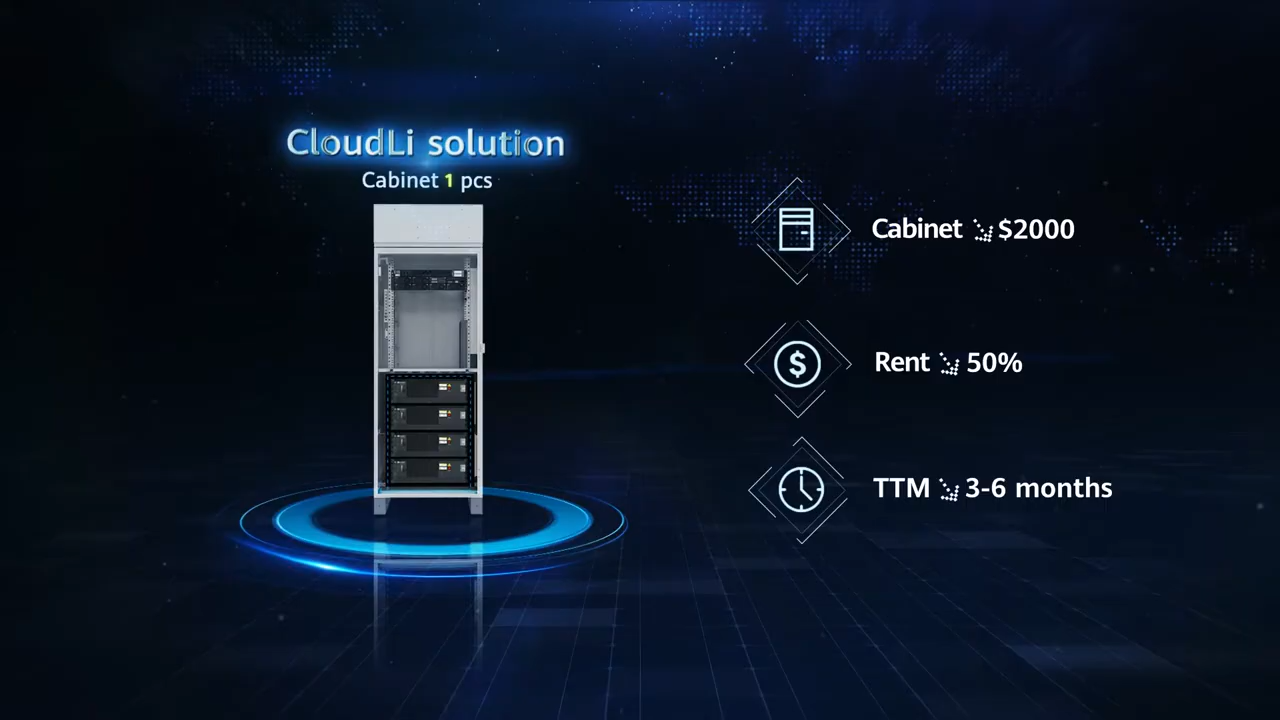 CloudLi solution
Cabinet 1 pcs
Cabinet $2000
Rent 50%
TTM 3-6 months